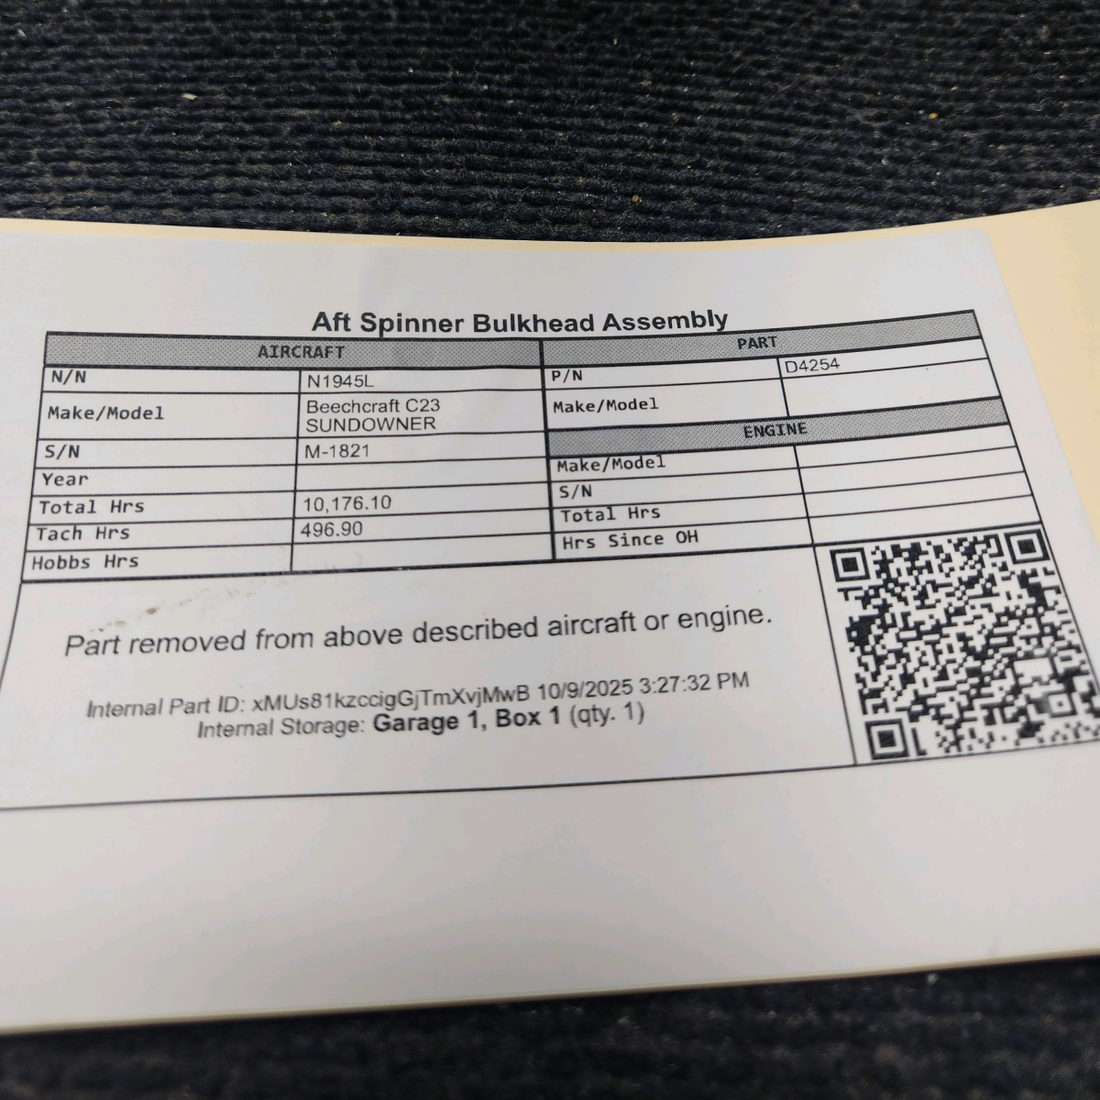 Aft Spinner Bulkhead Assembly
AIRCRAFT
N/N N1945L
Make/Model Beechcraft C23
SUNDOWNER
S/N M-1821
Year
Total Hrs 10,176.10
Tach Hrs 496.90
Hobbs Hrs
PART
P/N D4254
Make/Model
ENGINE
Make/Model
S/N
Total Hrs
Hrs Since OH
Part removed from above described aircraft or engine.
Internal Part ID: xMUs81kzccigGjTmXvjMwB 10/9/2025 3:27:32 PM
Internal Storage: Garage 1, Box 1 (qty. 1)